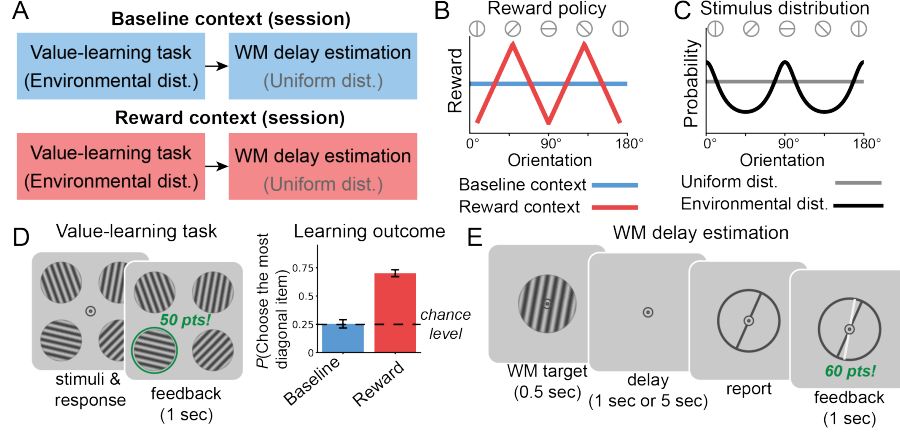 A
Baseline context (session)
Value-learning task
(Environmental dist.)
WM delay estimation
(Uniform dist.)
Reward context (session)
Value-learning task
(Environmental dist.)
WM delay estimation
(Uniform dist.)
B
Reward policy
Reward
0° 90° 180°
Orientation
Baseline context
Reward context
C
Stimulus distribution
Probability
0° 90° 180°
Orientation
Uniform dist.
Environmental dist.
D
Value-learning task
50 pts!
stimuli &
response
feedback
(1 sec)
Learning outcome
P(Choose the most
diagonal item)
0.75
0.5
0.25
0
chance
level
Baseline
Reward
E
WM delay estimation
WM target
(0.5 sec)
delay
(1 sec or 5 sec)
report
60 pts!
feedback
(1 sec)